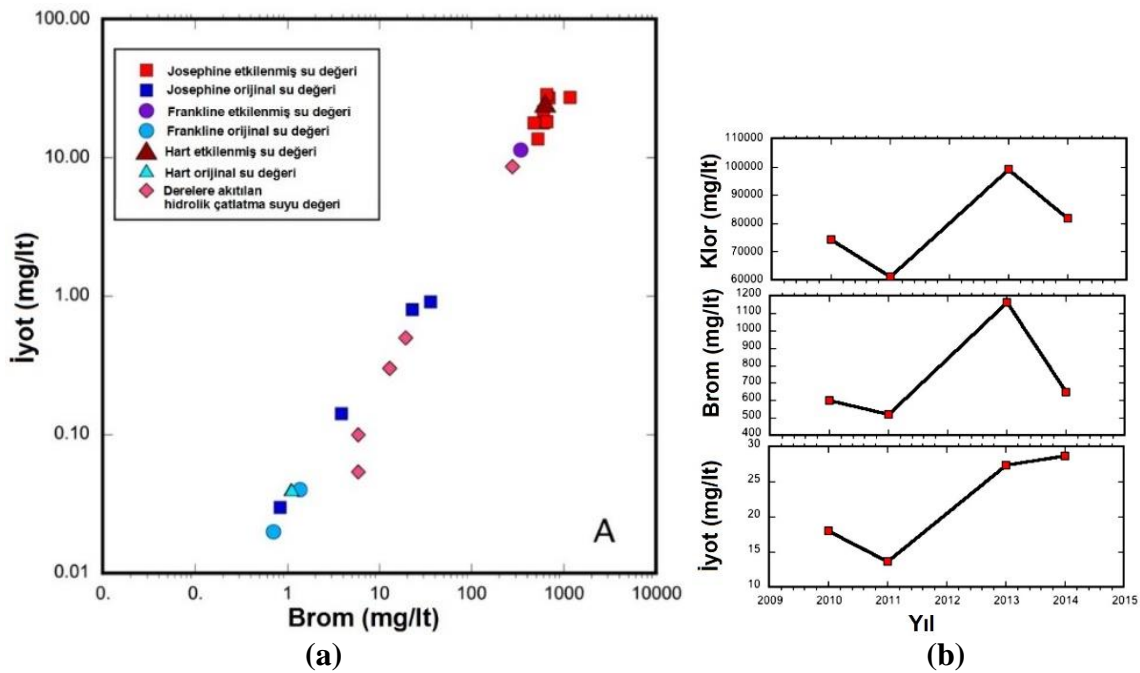 100.00
10.00
1.00
0.10
0.01
İyot (mg/lt)
Josephine etkilenmiş su değeri
Josephine orijinal su değeri
Frankline etkilenmiş su değeri
Frankline orijinal su değeri
Hart etkilenmiş su değeri
Hart orijinal su değeri
Derelere akıtılan
hidrolik çatlatma suyu değeri
A
0. 0. 1 10 100 1000 10000
Brom (mg/lt)
(a)
110000
100000
90000
80000
70000
60000
Klor (mg/lt)
1200
1100
1000
900
800
700
600
500
400
Brom (mg/lt)
30
25
20
15
10
İyot (mg/lt)
2009 2010 2011 2012 2013 2014 2015
Yıl
(b)